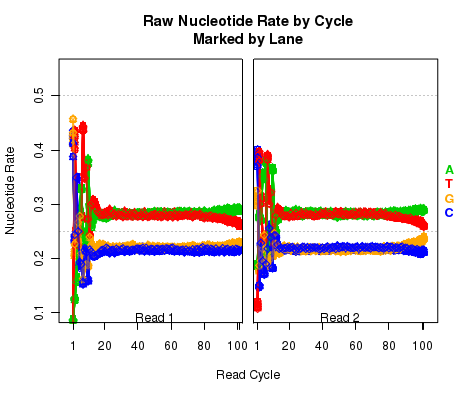 Raw Nucleotide Rate by Cycle
Marked by Lane
Nucleotide Rate
0.5
0.4
0.3
0.2
0.1
A
T
G
C
Read 1
Read 2
1 20 40 60 80 100
1 20 40 60 80 100
Read Cycle